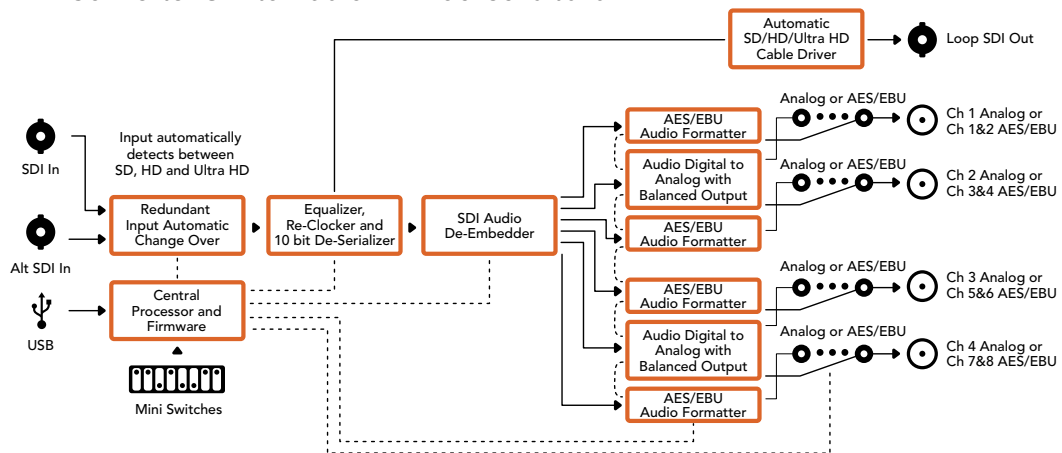 Automatic
SD/HD/Ultra HD
Cable Driver
Loop SDI Out
SDI In
Input automatically
detects between
SD, HD and Ultra HD
Alt SDI In
Redundant
Input Automatic
Change Over
Equalizer,
Re-Clocker and
10 bit De-Serializer
SDI Audio
De-Embedder
USB
Central
Processor and
Firmware
Mini Switches
AES/EBU
Audio Formatter
Audio Digital to
Analog with
Balanced Output
AES/EBU
Audio Formatter
AES/EBU
Audio Formatter
Audio Digital to
Analog with
Balanced Output
AES/EBU
Audio Formatter
Analog or AES/EBU
Ch 1 Analog or
Ch 1&2 AES/EBU
Analog or AES/EBU
Ch 2 Analog or
Ch 3&4 AES/EBU
Analog or AES/EBU
Ch 3 Analog or
Ch 5&6 AES/EBU
Analog or AES/EBU
Ch 4 Analog or
Ch 7&8 AES/EBU